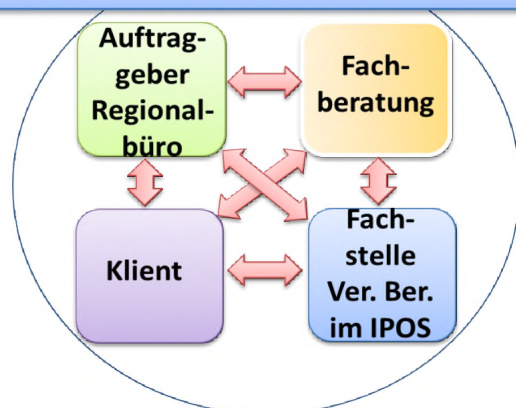 Auftrag-
geber
Regional-
büro
Fach-
beratung
Klient
Fach-
stelle
Ver. Ber.
im IPOS